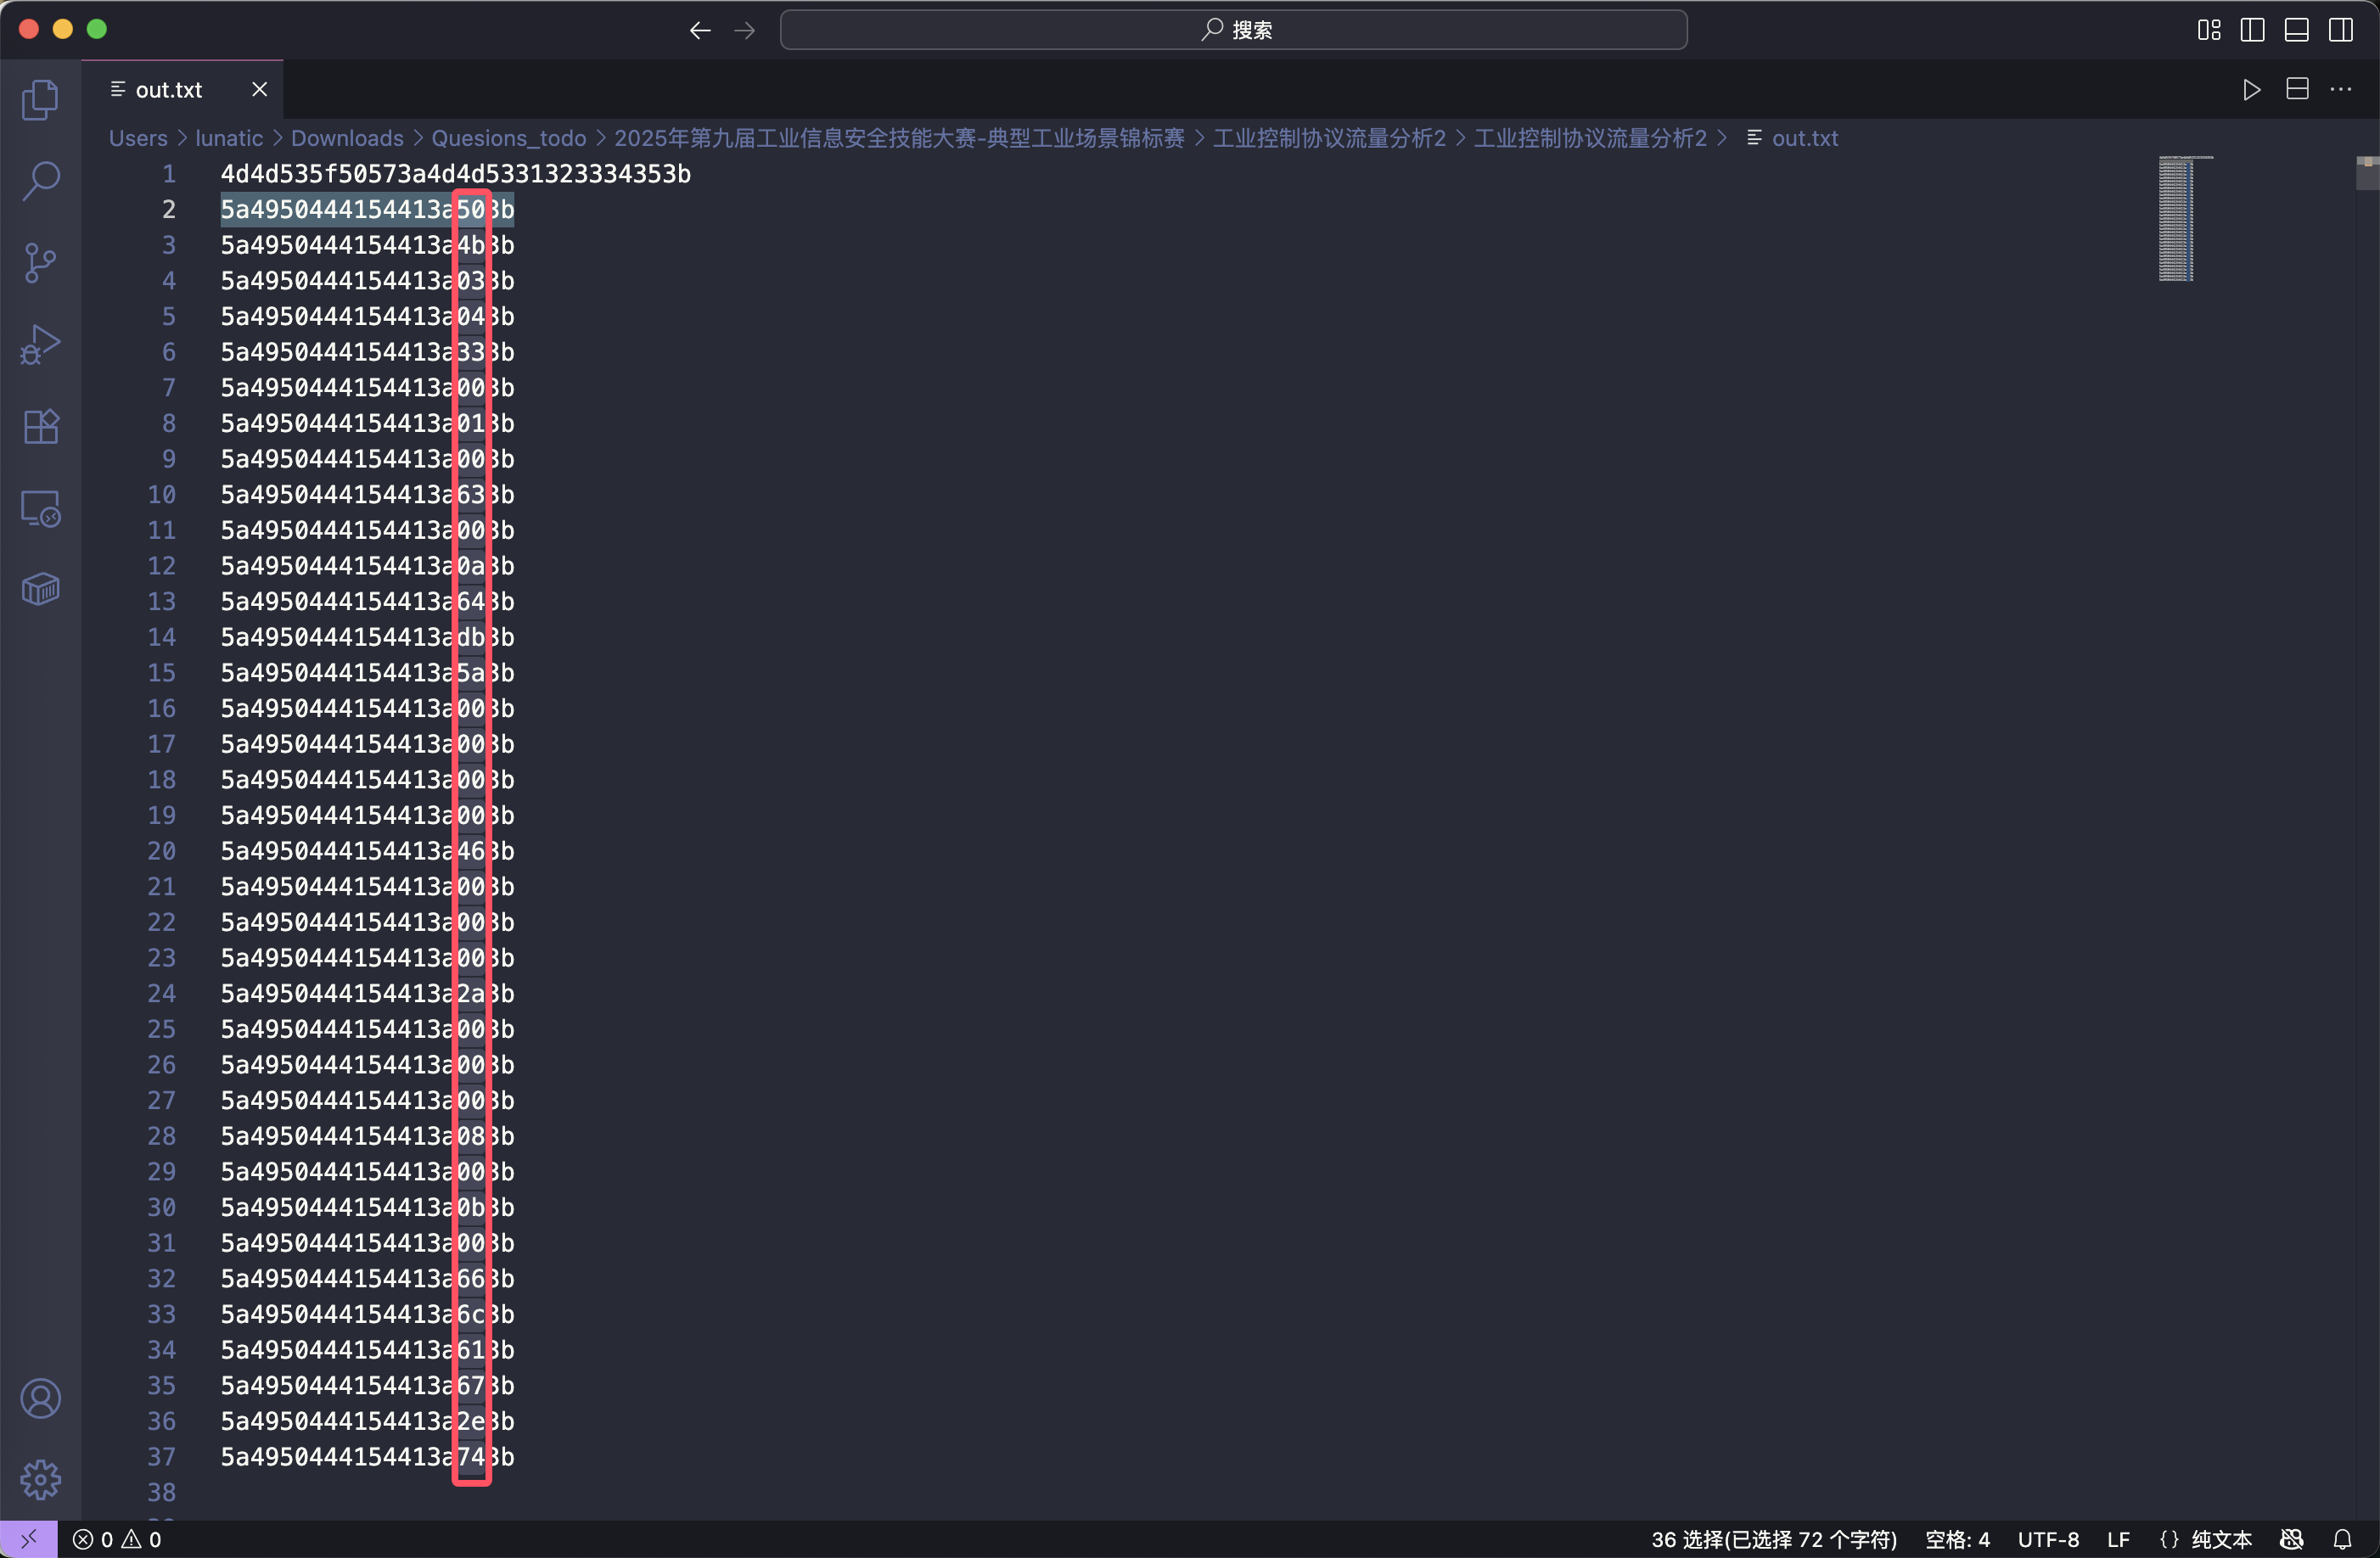 搜索
out.txt
Users > lunatic > Downloads > Quesions_todo > 2025年第九届工业信息安全技能大赛-典型工业场景锦标赛 > 工业控制协议流量分析2 > 工业控制协议流量分析2 > out.txt
1 4d4d535f50573a4d4d5331323334353b
2 5a4950444154413a503b
3 5a4950444154413a4b3b
4 5a4950444154413a033b
5 5a4950444154413a043b
6 5a4950444154413a333b
7 5a4950444154413a003b
8 5a4950444154413a013b
9 5a4950444154413a003b
10 5a4950444154413a633b
11 5a4950444154413a003b
12 5a4950444154413a0a3b
13 5a4950444154413a643b
14 5a4950444154413adb3b
15 5a4950444154413a5a3b
16 5a4950444154413a003b
17 5a4950444154413a003b
18 5a4950444154413a003b
19 5a4950444154413a003b
20 5a4950444154413a463b
21 5a4950444154413a003b
22 5a4950444154413a003b
23 5a4950444154413a003b
24 5a4950444154413a2a3b
25 5a4950444154413a003b
26 5a4950444154413a003b
27 5a4950444154413a003b
28 5a4950444154413a083b
29 5a4950444154413a003b
30 5a4950444154413a0b3b
31 5a4950444154413a003b
32 5a4950444154413a663b
33 5a4950444154413a6c3b
34 5a4950444154413a613b
35 5a4950444154413a673b
36 5a4950444154413a2e3b
37 5a4950444154413a743b
38
0 0 36 选择(已选择 72 个字符) 空格: 4 UTF-8 LF {} 纯文本